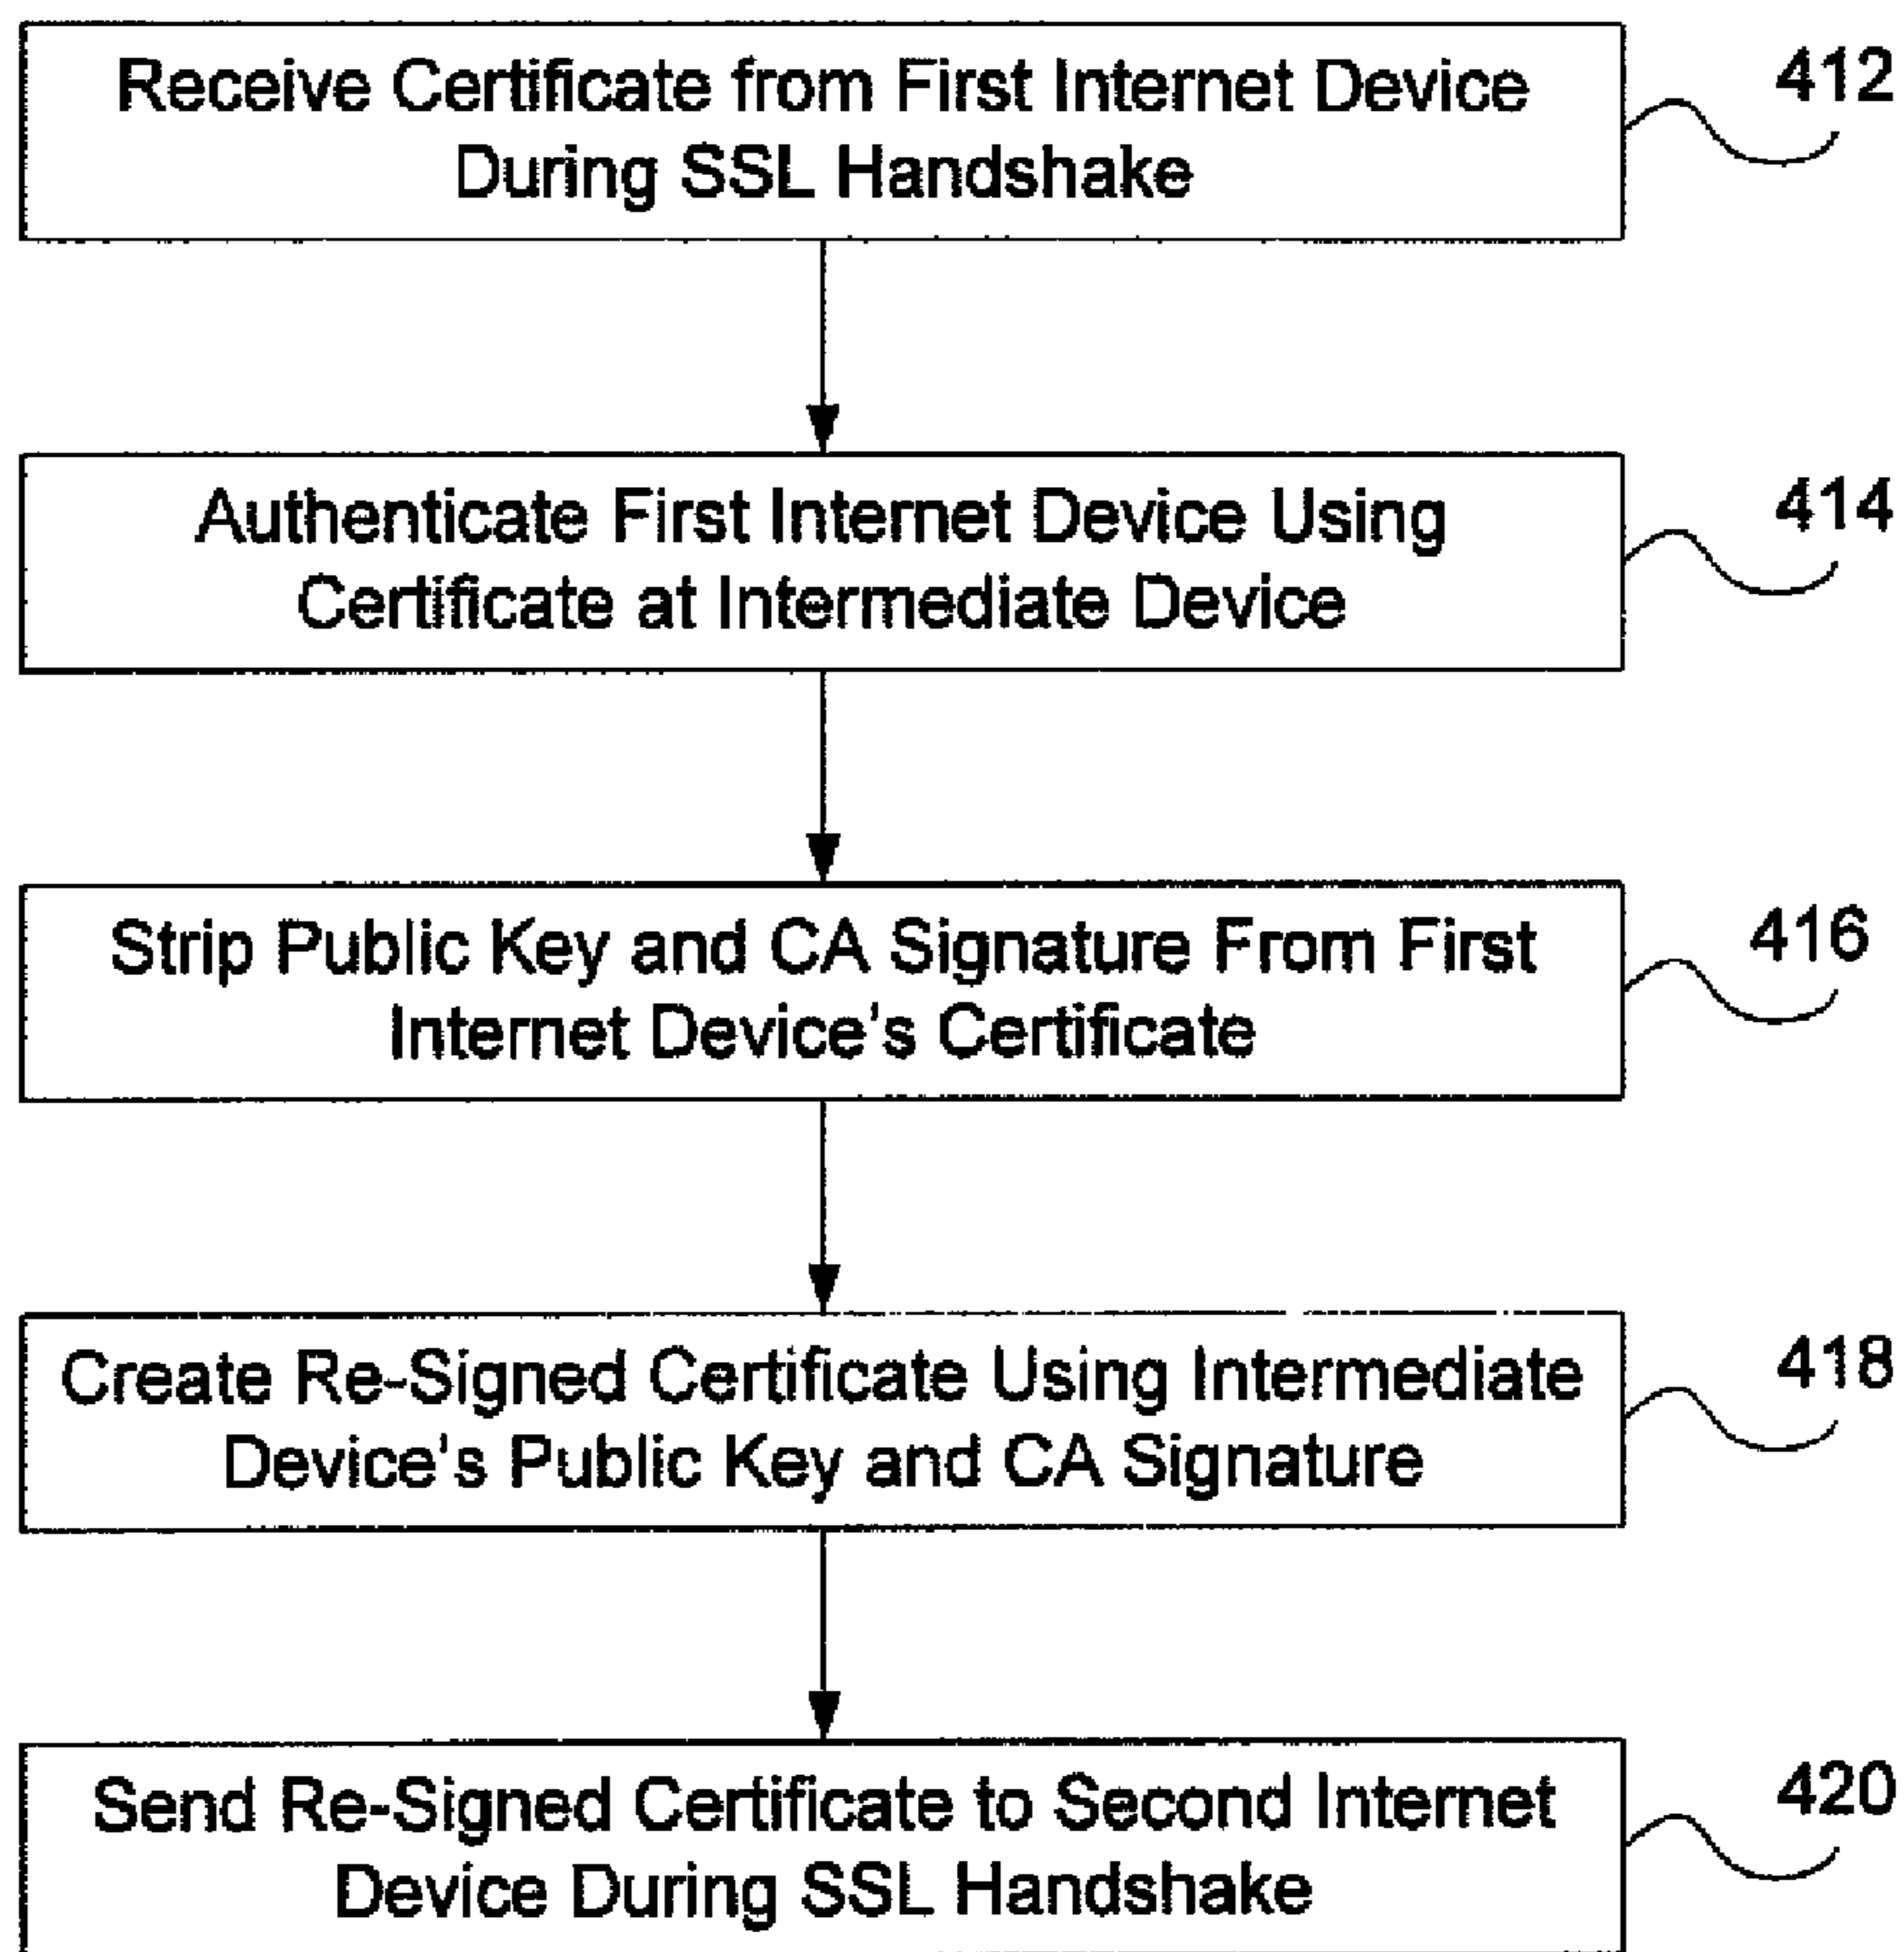 Receive Certificate from First Internet Device
During SSL Handshake
412
Authenticate First Internet Device Using
Certificate at Intermediate Device
414
Strip Public Key and CA Signature From First
Internet Device's Certificate
416
Create Re-Signed Certificate Using Intermediate
Device's Public Key and CA Signature
418
Send Re-Signed Certificate to Second Internet
Device During SSL Handshake
420